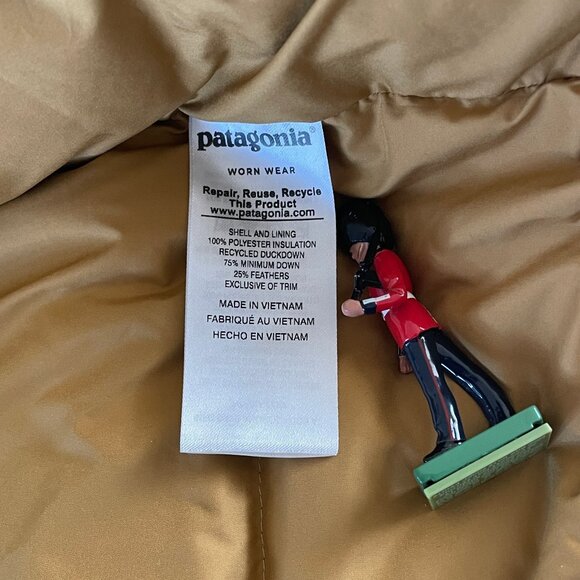 patagonia®
WORN WEAR
Repair, Reuse, Recycle
This Product
www.patagonia.com
SHELL AND LINING
100% POLYESTER INSULATION
RECYCLED DUCKDOWN
75% MINIMUM DOWN
25% FEATHERS
EXCLUSIVE OF TRIM
MADE IN VIETNAM
FABRIQUÉ AU VIETNAM
HECHO EN VIETNAM